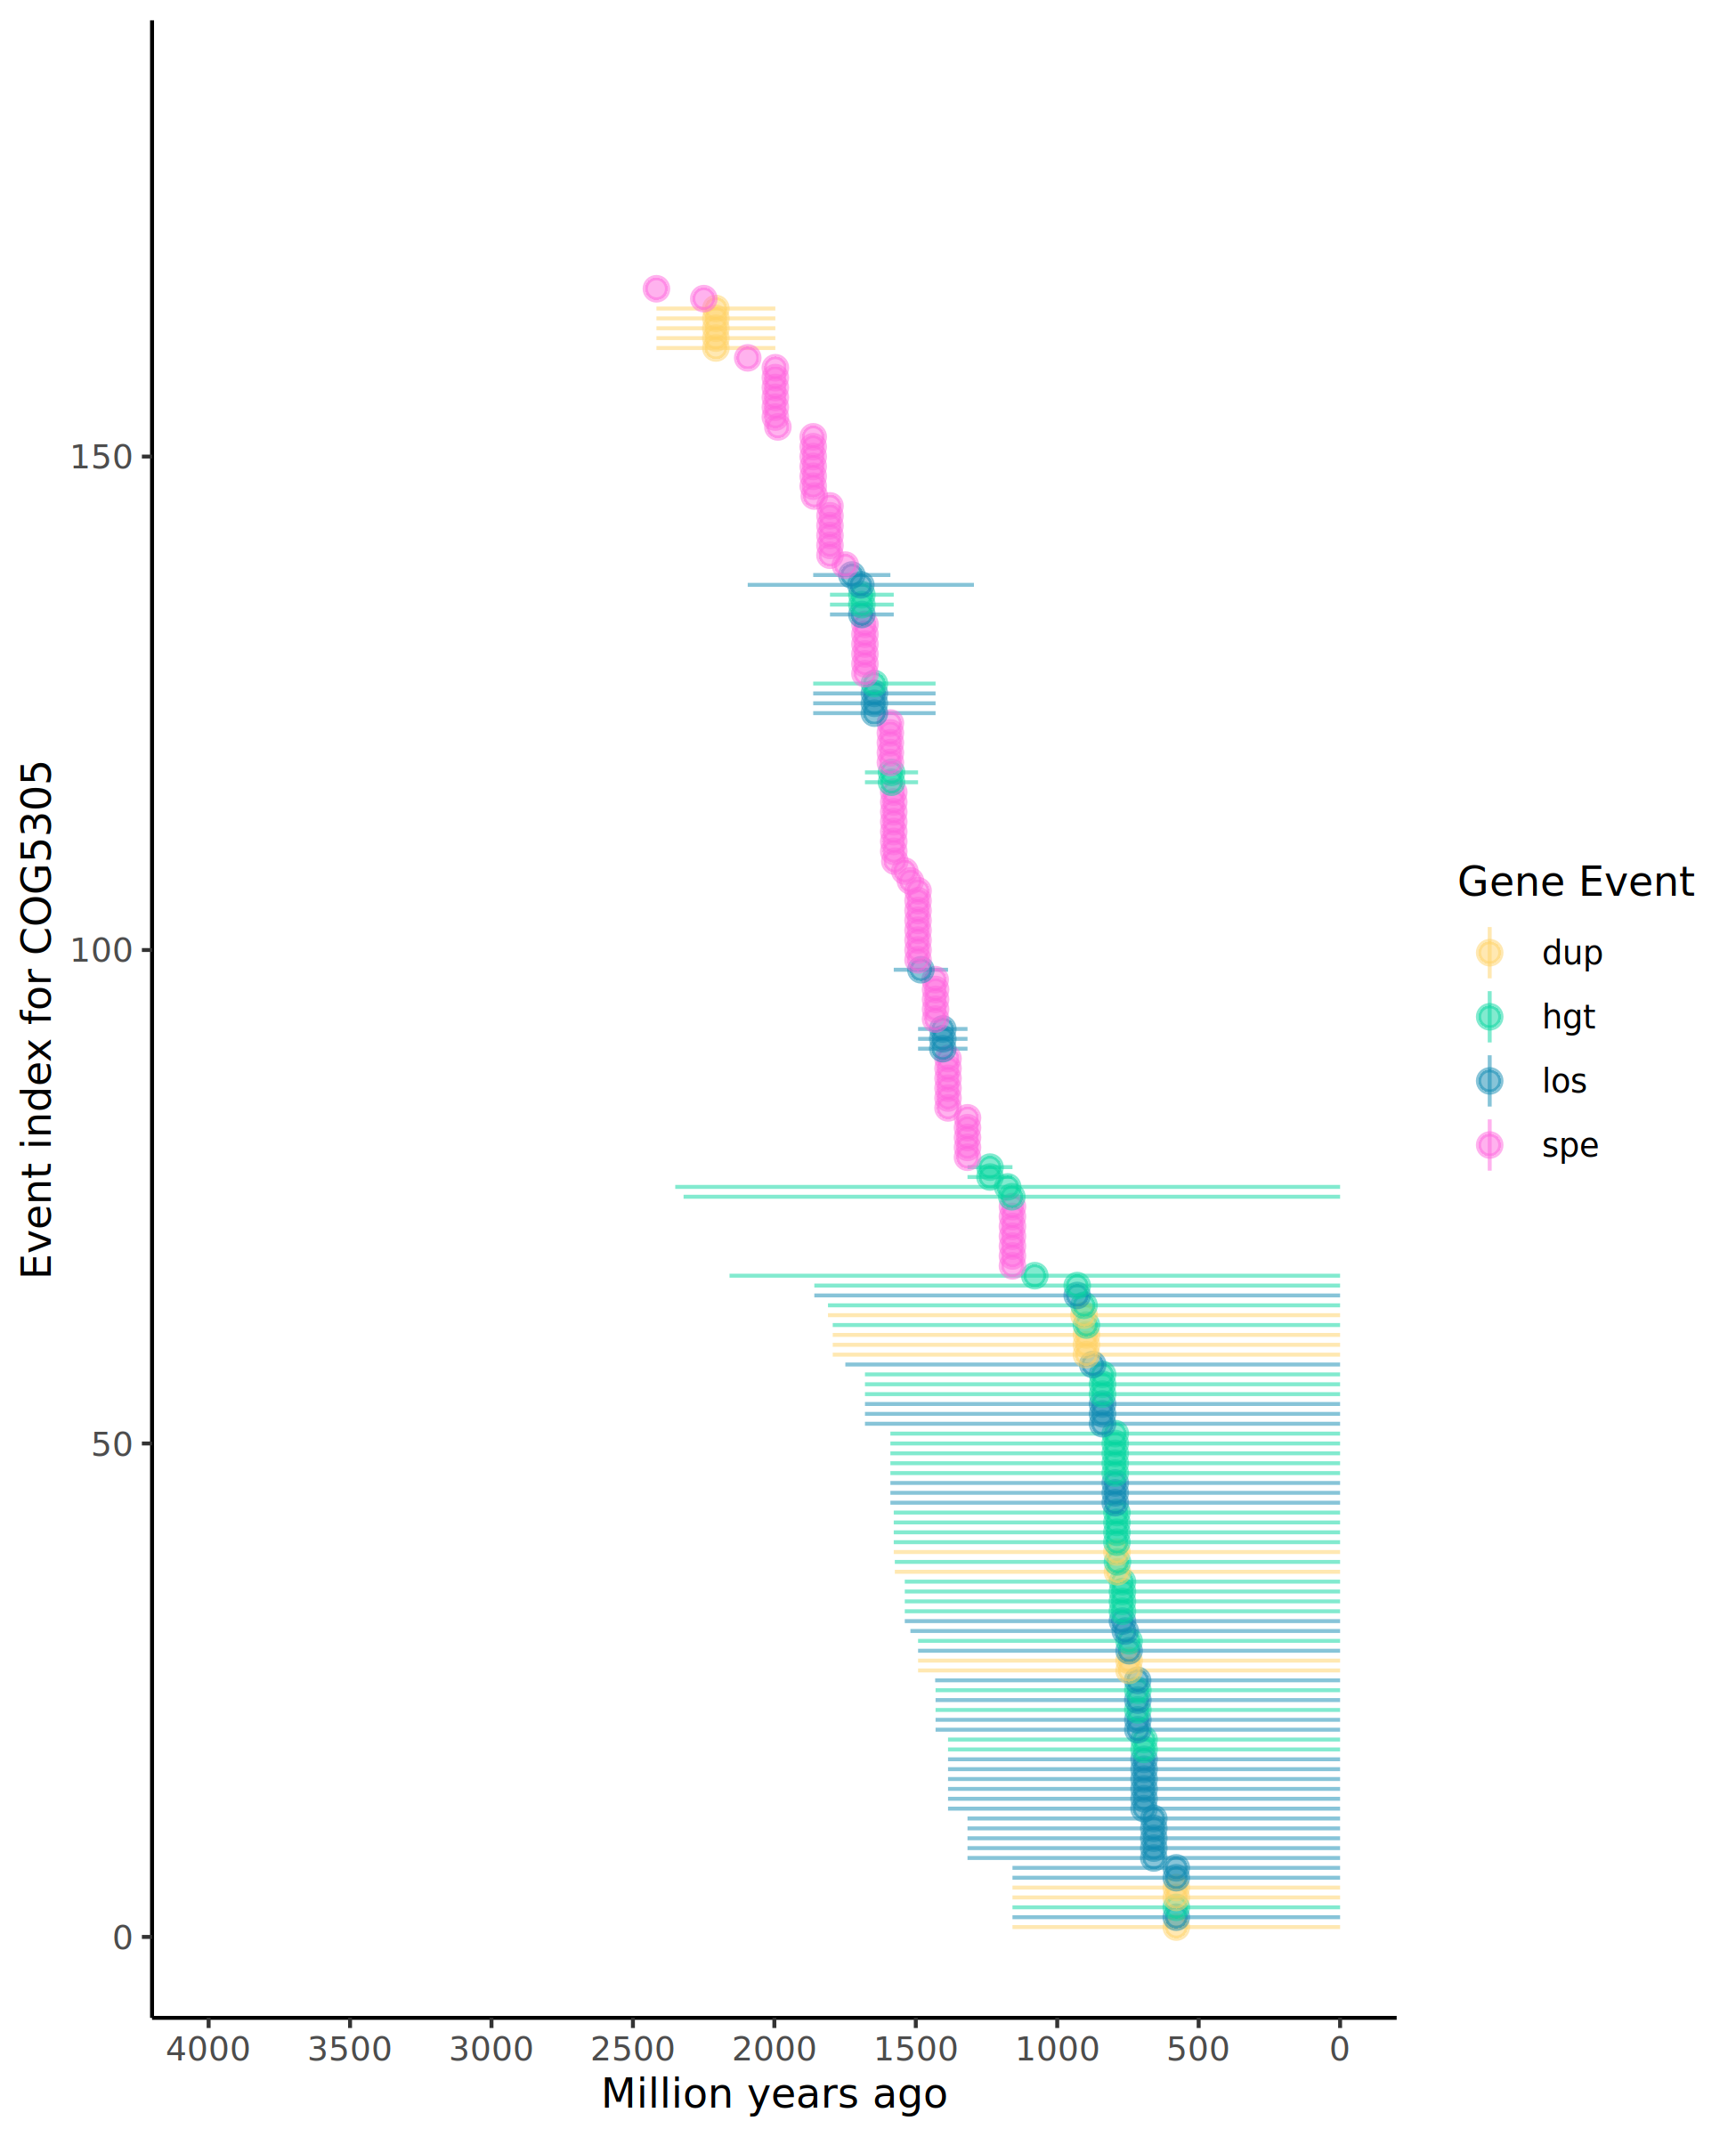 Event index for COG5305
150
100
50
0
4000 3500 3000 2500 2000 1500 1000 500 0
Million years ago
Gene Event
dup
hgt
los
spe